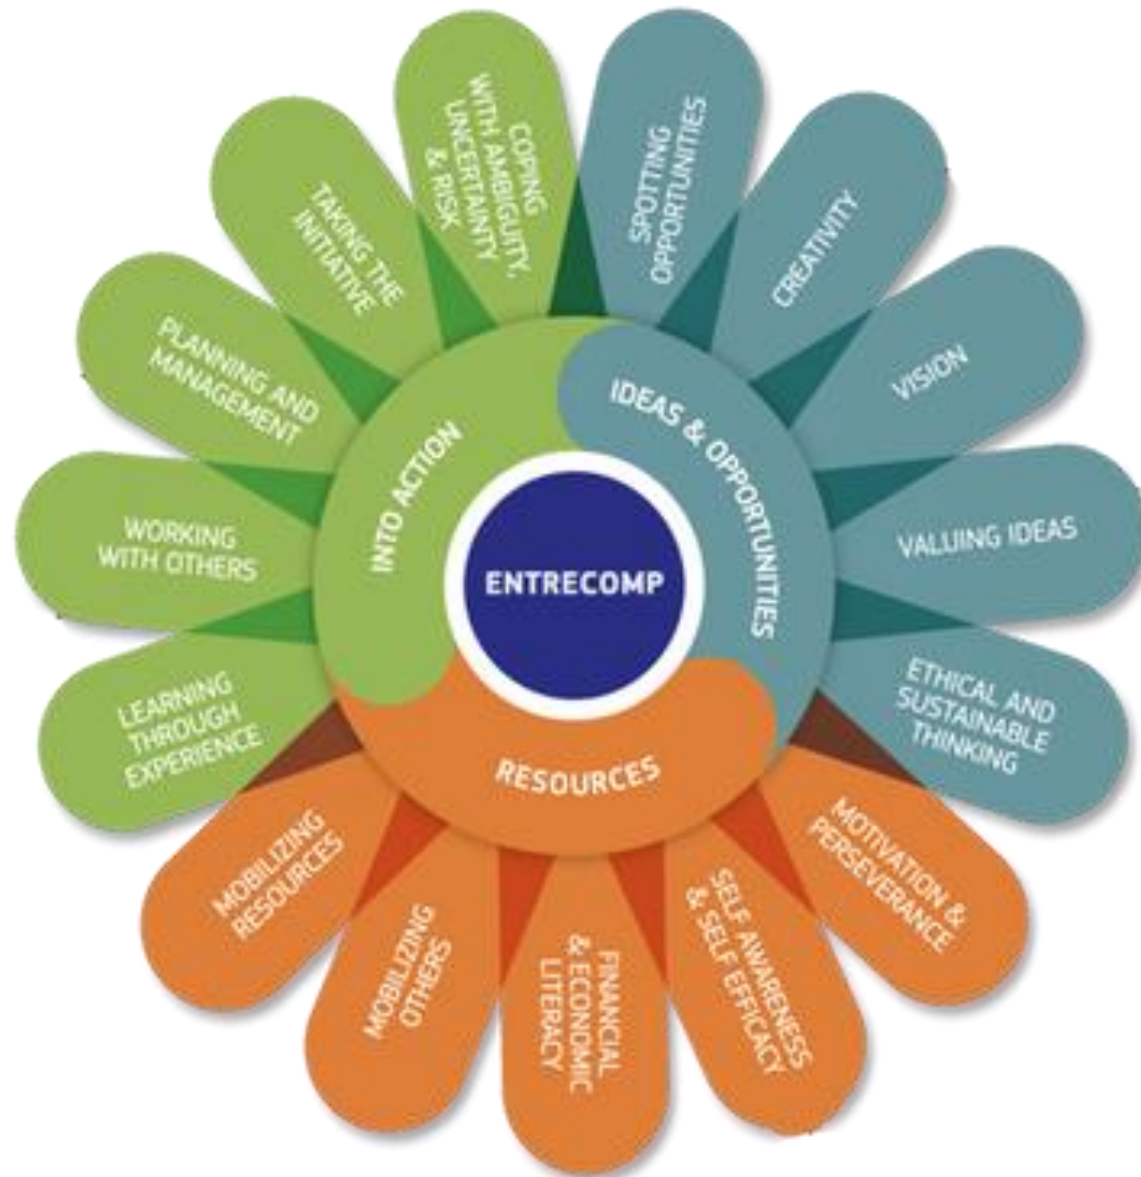 ENTRECOMP
IDEAS & OPPORTUNITIES
SPOTTING
OPPORTUNITIES
CREATIVITY
VISION
VALUING IDEAS
ETHICAL AND
SUSTAINABLE
THINKING
RESOURCES
MOTIVATION &
PERSEVERANCE
SELF AWARENESS
& SELF EFFICACY
FINANCIAL
& ECONOMIC
LITERACY
MOBILIZING
OTHERS
MOBILIZING
RESOURCES
INTO ACTION
LEARNING
THROUGH
EXPERIENCE
WORKING
WITH OTHERS
PLANNING AND
MANAGEMENT
TAKING THE
INITIATIVE
COPING
WITH AMBIGUITY,
UNCERTAINTY
& RISK